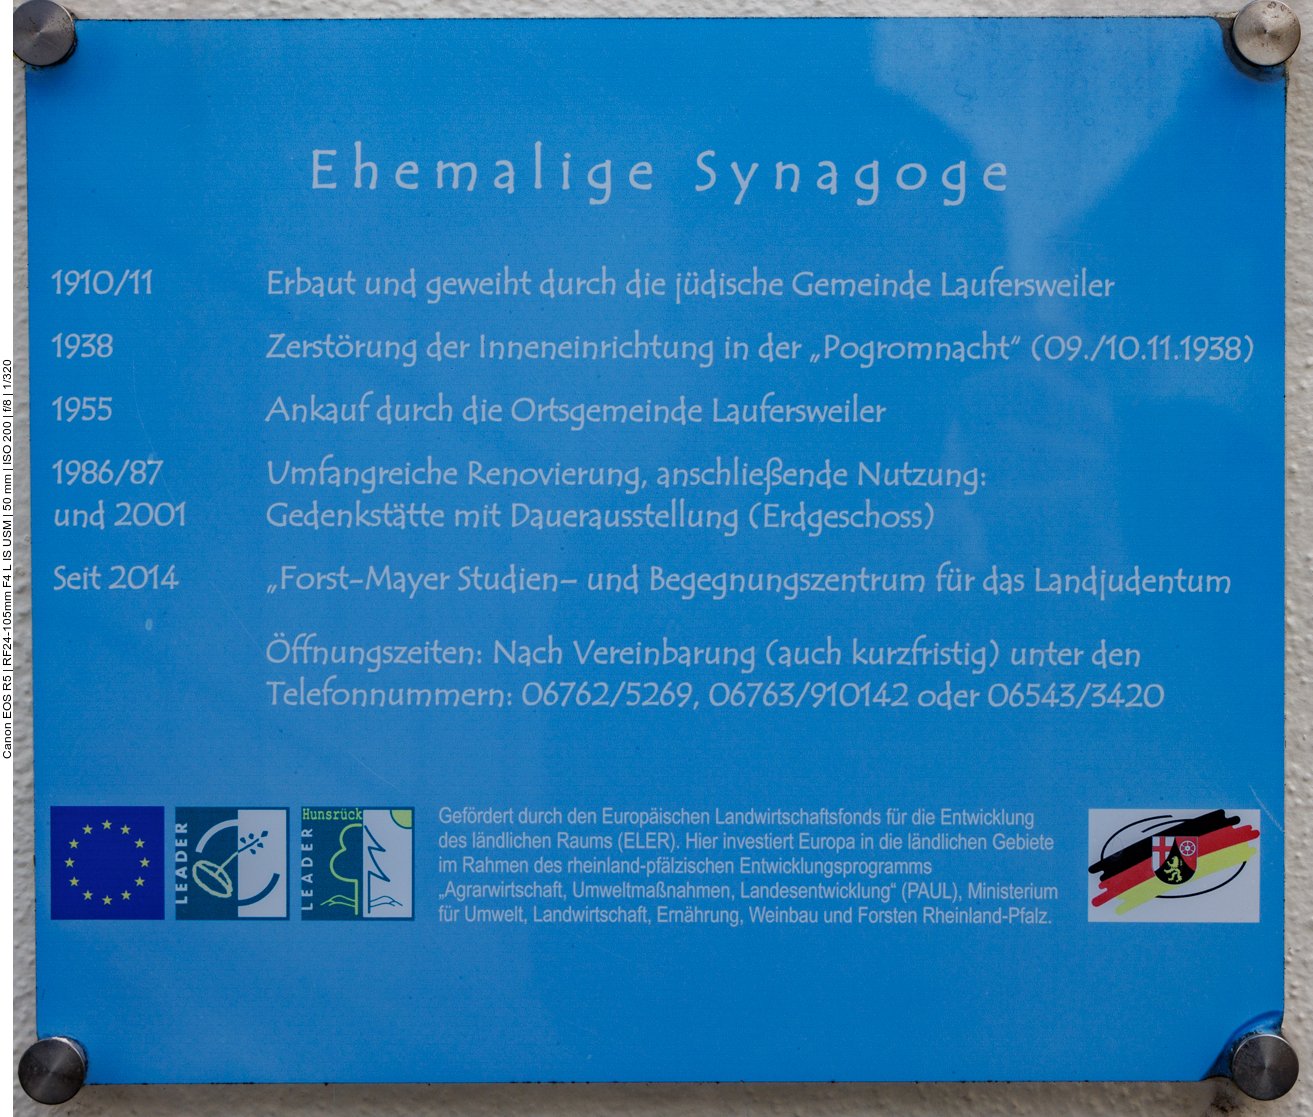 Ehemalige Synagoge
1910/11 Erbaut und geweiht durch die jüdische Gemeinde Laufersweiler
1938 Zerstörung der Inneneinrichtung in der „Pogromnacht“ (09./10.11.1938)
1955 Ankauf durch die Ortsgemeinde Laufersweiler
1986/87 Umfangreiche Renovierung, anschließende Nutzung:
und 2001 Gedenkstätte mit Dauerausstellung (Erdgeschoss)
Seit 2014 „Forst-Mayer Studien– und Begegnungszentrum für das Landjudentum
Öffnungszeiten: Nach Vereinbarung (auch kurzfristig) unter den
Telefonnummern: 06762/5269, 06763/910142 oder 06543/3420
LEADER
Hunsrück
LEADER
Gefördert durch den Europäischen Landwirtschaftsfonds für die Entwicklung
des ländlichen Raums (ELER). Hier investiert Europa in die ländlichen Gebiete
im Rahmen des rheinland-pfälzischen Entwicklungsprogramms
„Agrarwirtschaft, Umweltmaßnahmen, Landesentwicklung“ (PAUL), Ministerium
für Umwelt, Landwirtschaft, Ernährung, Weinbau und Forsten Rheinland-Pfalz.
Canon EOS R5 | RF24-105mm F4 L IS USM | 50 mm | ISO 200 | f/8 | 1/320